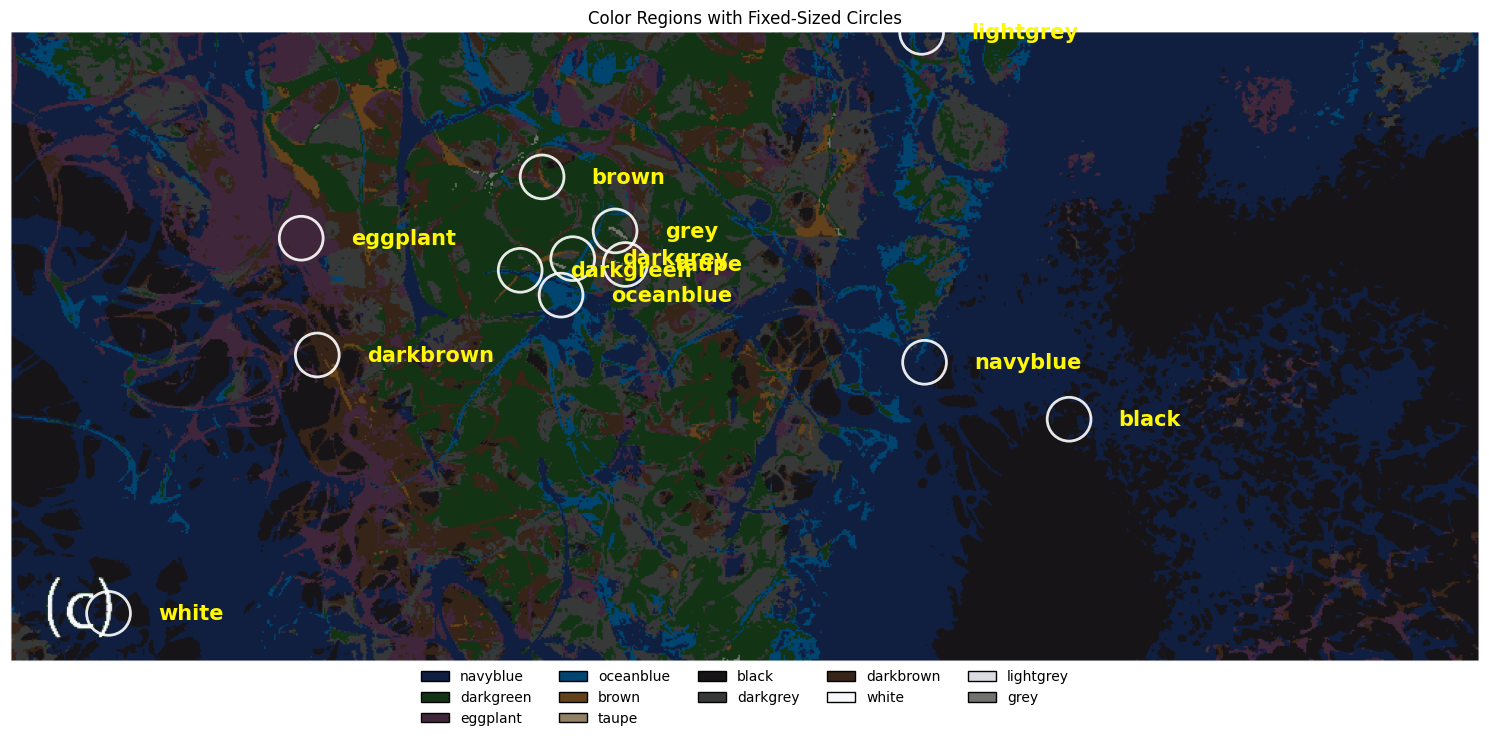 Color Regions with Fixed-Sized Circles
lightgrey
brown
grey
eggplant
darkgrey
taupe
darkgreen
oceanblue
darkbrown
navyblue
black
(c)
white
navyblue oceanblue black darkbrown lightgrey
darkgreen brown darkgrey white grey
eggplant taupe